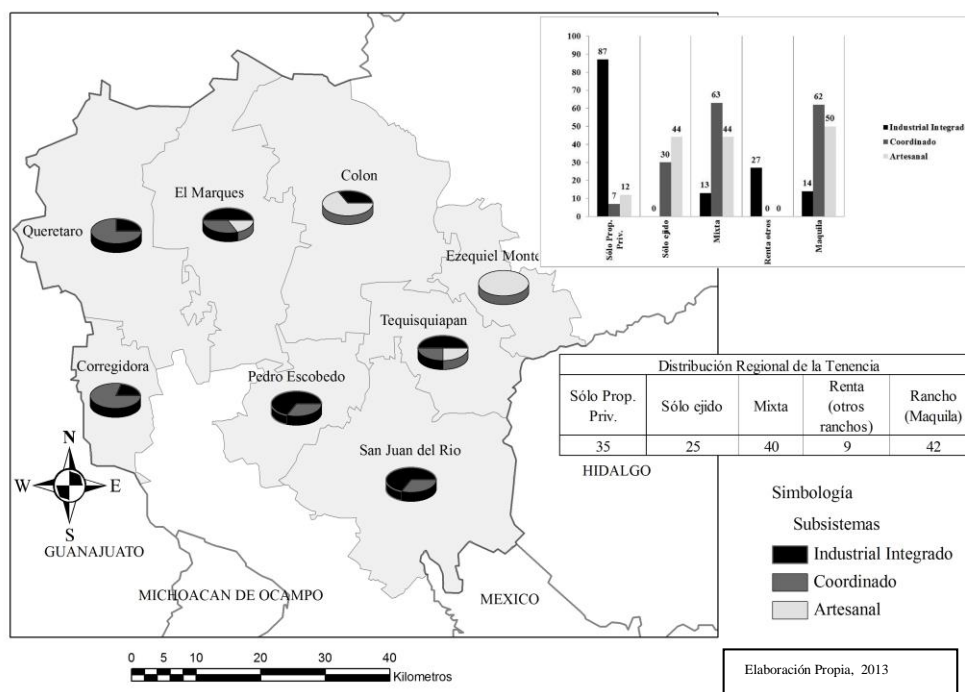 100
90
80
70
60
50
40
30
20
10
0
87
7
12
0
30
44
13
63
44
27
0
0
14
62
50
Sólo Prop.
Priv.
Sólo ejido
Mixta
Renta otros
Maquila
Industrial Integrado
Coordinado
Artesanal
Colon
El Marques
Queretaro
Ezequiel Monte
Tequisquiapan
Corregidora
Pedro Escobedo
San Juan del Rio
Distribución Regional de la Tenencia
Sólo Prop.
Priv.
Sólo ejido
Mixta
Renta
(otros
ranchos)
Rancho
(Maquila)
35
25
40
9
42
HIDALGO
N
W
E
S
GUANAJUATO
MICHOACAN DE OCAMPO
MEXICO
Simbología
Subsistemas
Industrial Integrado
Coordinado
Artesanal
0 5 10 20 30 40
Kilometros
Elaboración Propia, 2013